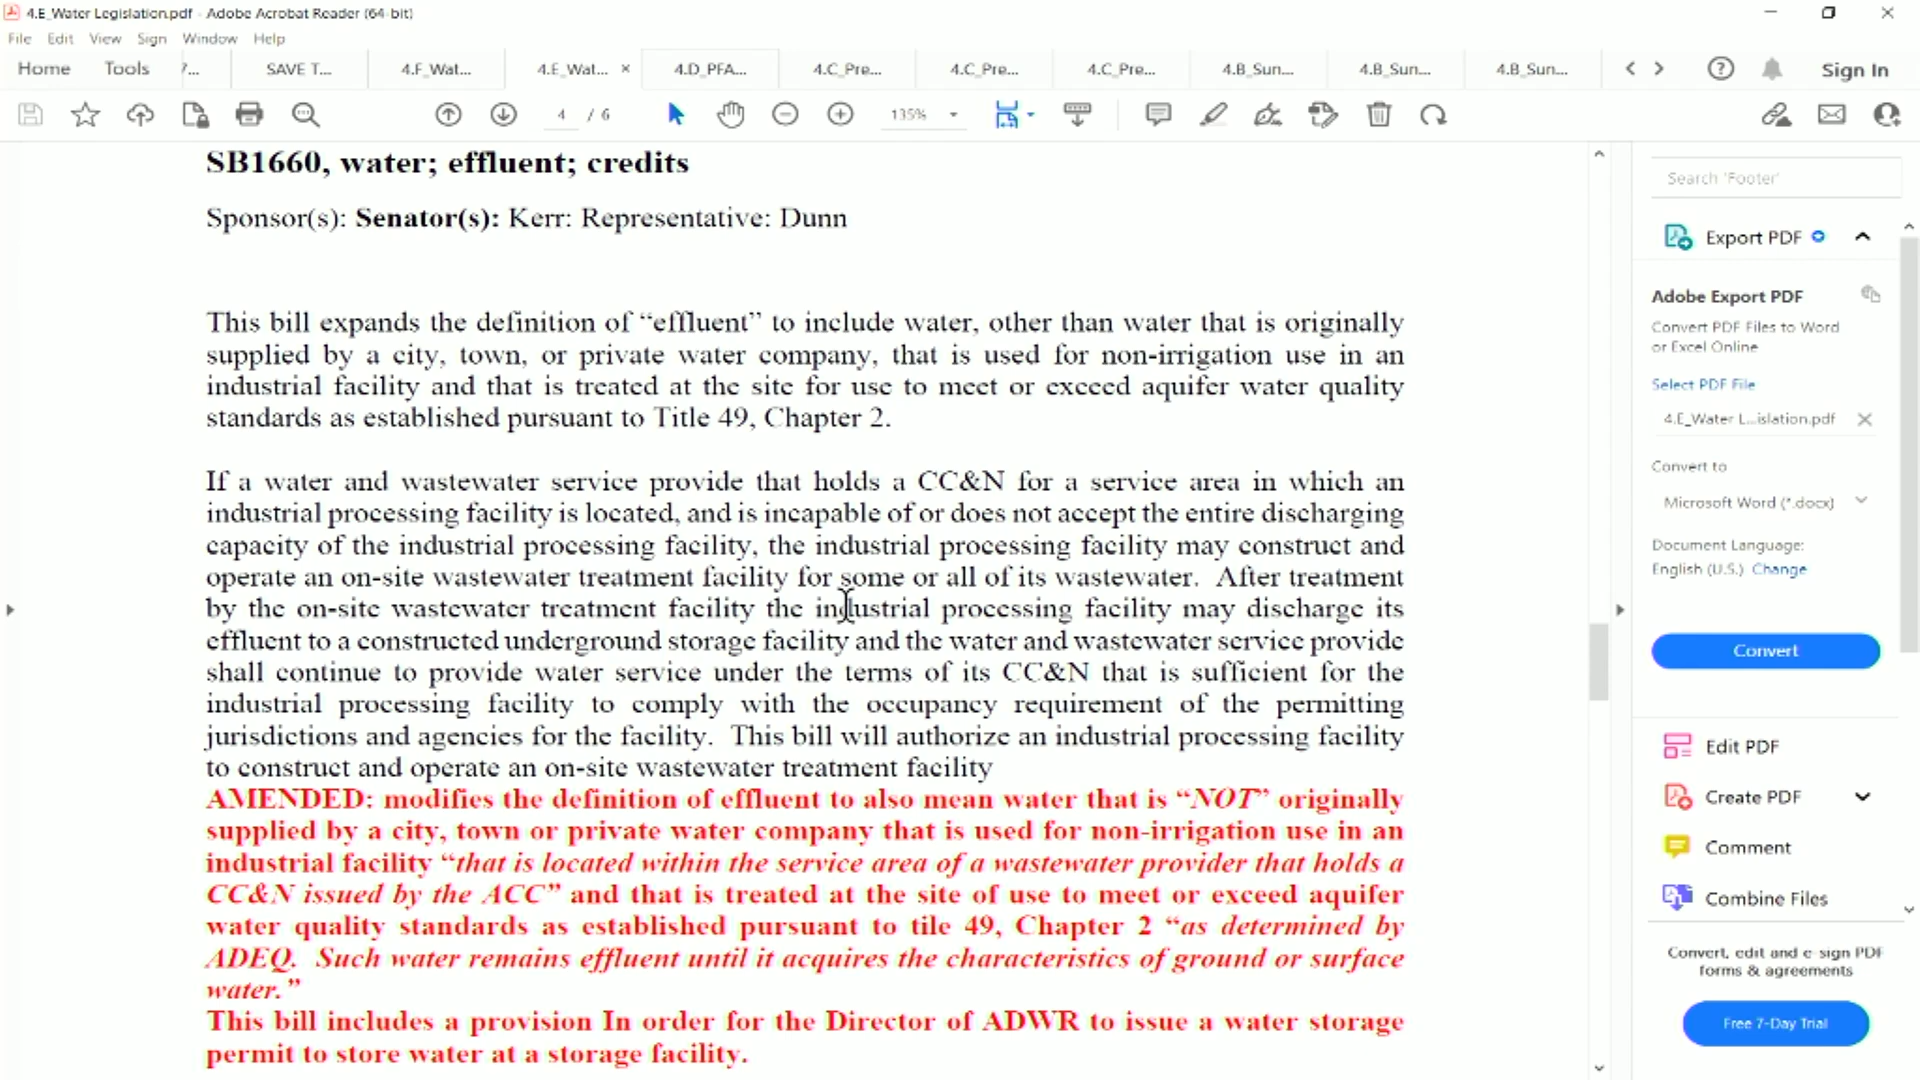 4.E_Water Legislation.pdf - Adobe Acrobat Reader (64-bit)
File Edit View Sign Window Help
Home Tools 7... SAVE T... 4.F_Wat... 4.E_Wat... × 4.D_PFA... 4.C_Pre... 4.C_Pre... 4.C_Pre... 4.B_Sun... 4.B_Sun... 4.B_Sun... Sign In
4 / 6 135%
SB1660, water; effluent; credits
Sponsor(s): Senator(s): Kerr: Representative: Dunn
This bill expands the definition of “effluent” to include water, other than water that is originally
supplied by a city, town, or private water company, that is used for non-irrigation use in an
industrial facility and that is treated at the site for use to meet or exceed aquifer water quality
standards as established pursuant to Title 49, Chapter 2.
If a water and wastewater service provide that holds a CC&N for a service area in which an
industrial processing facility is located, and is incapable of or does not accept the entire discharging
capacity of the industrial processing facility, the industrial processing facility may construct and
operate an on-site wastewater treatment facility for some or all of its wastewater. After treatment
by the on-site wastewater treatment facility the industrial processing facility may discharge its
effluent to a constructed underground storage facility and the water and wastewater service provide
shall continue to provide water service under the terms of its CC&N that is sufficient for the
industrial processing facility to comply with the occupancy requirement of the permitting
jurisdictions and agencies for the facility. This bill will authorize an industrial processing facility
to construct and operate an on-site wastewater treatment facility
AMENDED: modifies the definition of effluent to also mean water that is “NOT” originally
supplied by a city, town or private water company that is used for non-irrigation use in an
industrial facility “that is located within the service area of a wastewater provider that holds a
CC&N issued by the ACC” and that is treated at the site of use to meet or exceed aquifer
water quality standards as established pursuant to tile 49, Chapter 2 “as determined by
ADEQ. Such water remains effluent until it acquires the characteristics of ground or surface
water.”
This bill includes a provision In order for the Director of ADWR to issue a water storage
permit to store water at a storage facility.
Search 'Footer'
Export PDF
Adobe Export PDF
Convert PDF Files to Word
or Excel Online
Select PDF File
4.E_Water L...islation.pdf
Convert to
Microsoft Word (*.docx)
Document Language:
English (U.S.) Change
Convert
Edit PDF
Create PDF
Comment
Combine Files
Convert, edit and e-sign PDF
forms & agreements
Free 7-Day Trial